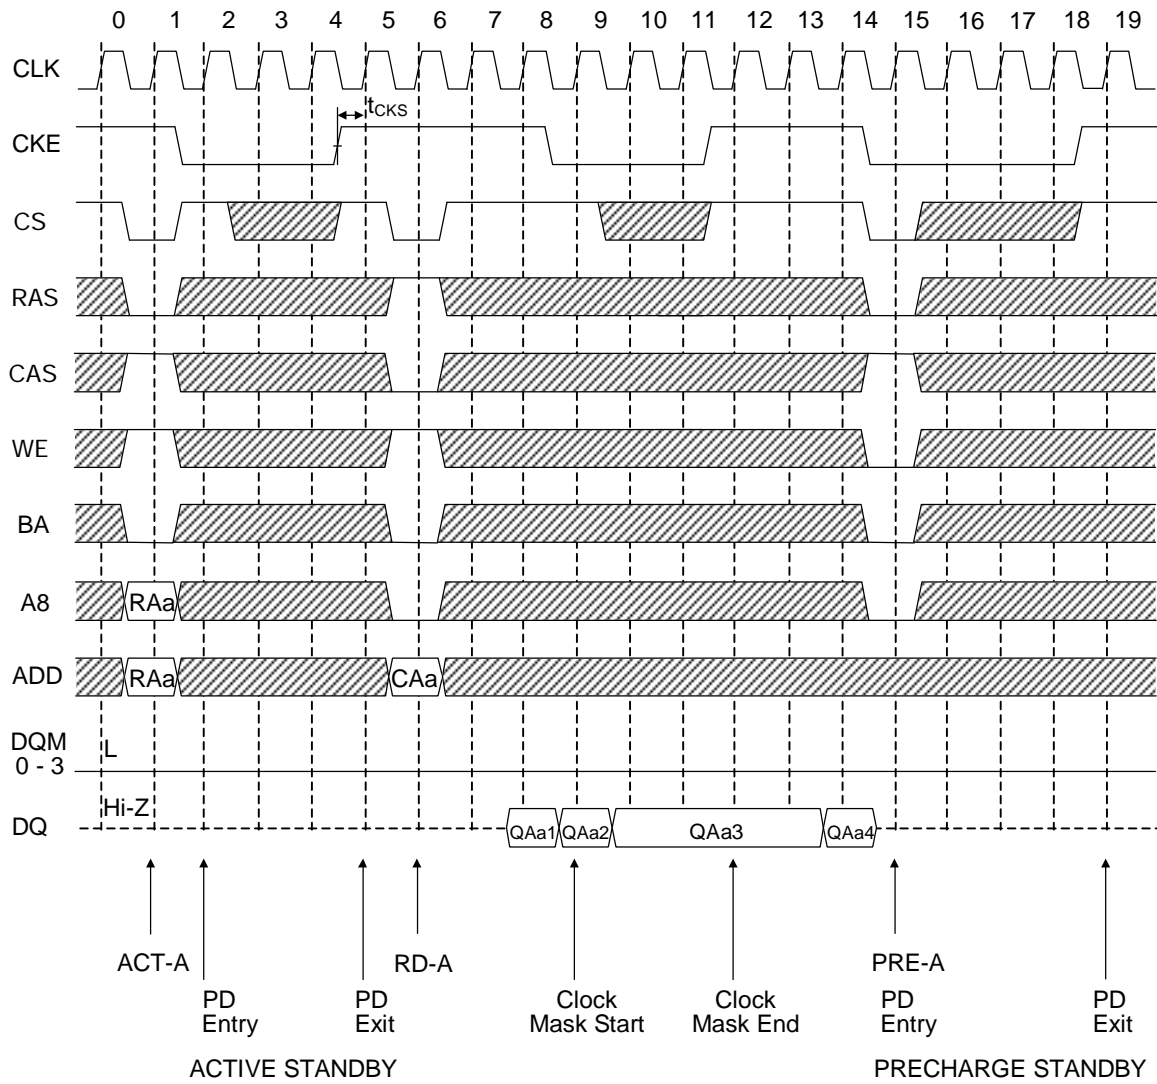 0 1 2 3 4 5 6 7 8 9 10 11 12 13 14 15 16 17 18 19
CLK
tCKS
CKE
CS
RAS
CAS
WE
BA
A8
RAa
ADD
RAa
CAa
DQM
0 - 3
L
Hi-Z
DQ
QAa1
QAa2
QAa3
QAa4
ACT-A
RD-A
PRE-A
PD
Entry
PD
Exit
Clock
Mask Start
Clock
Mask End
PD
Entry
PD
Exit
ACTIVE STANDBY
PRECHARGE STANDBY